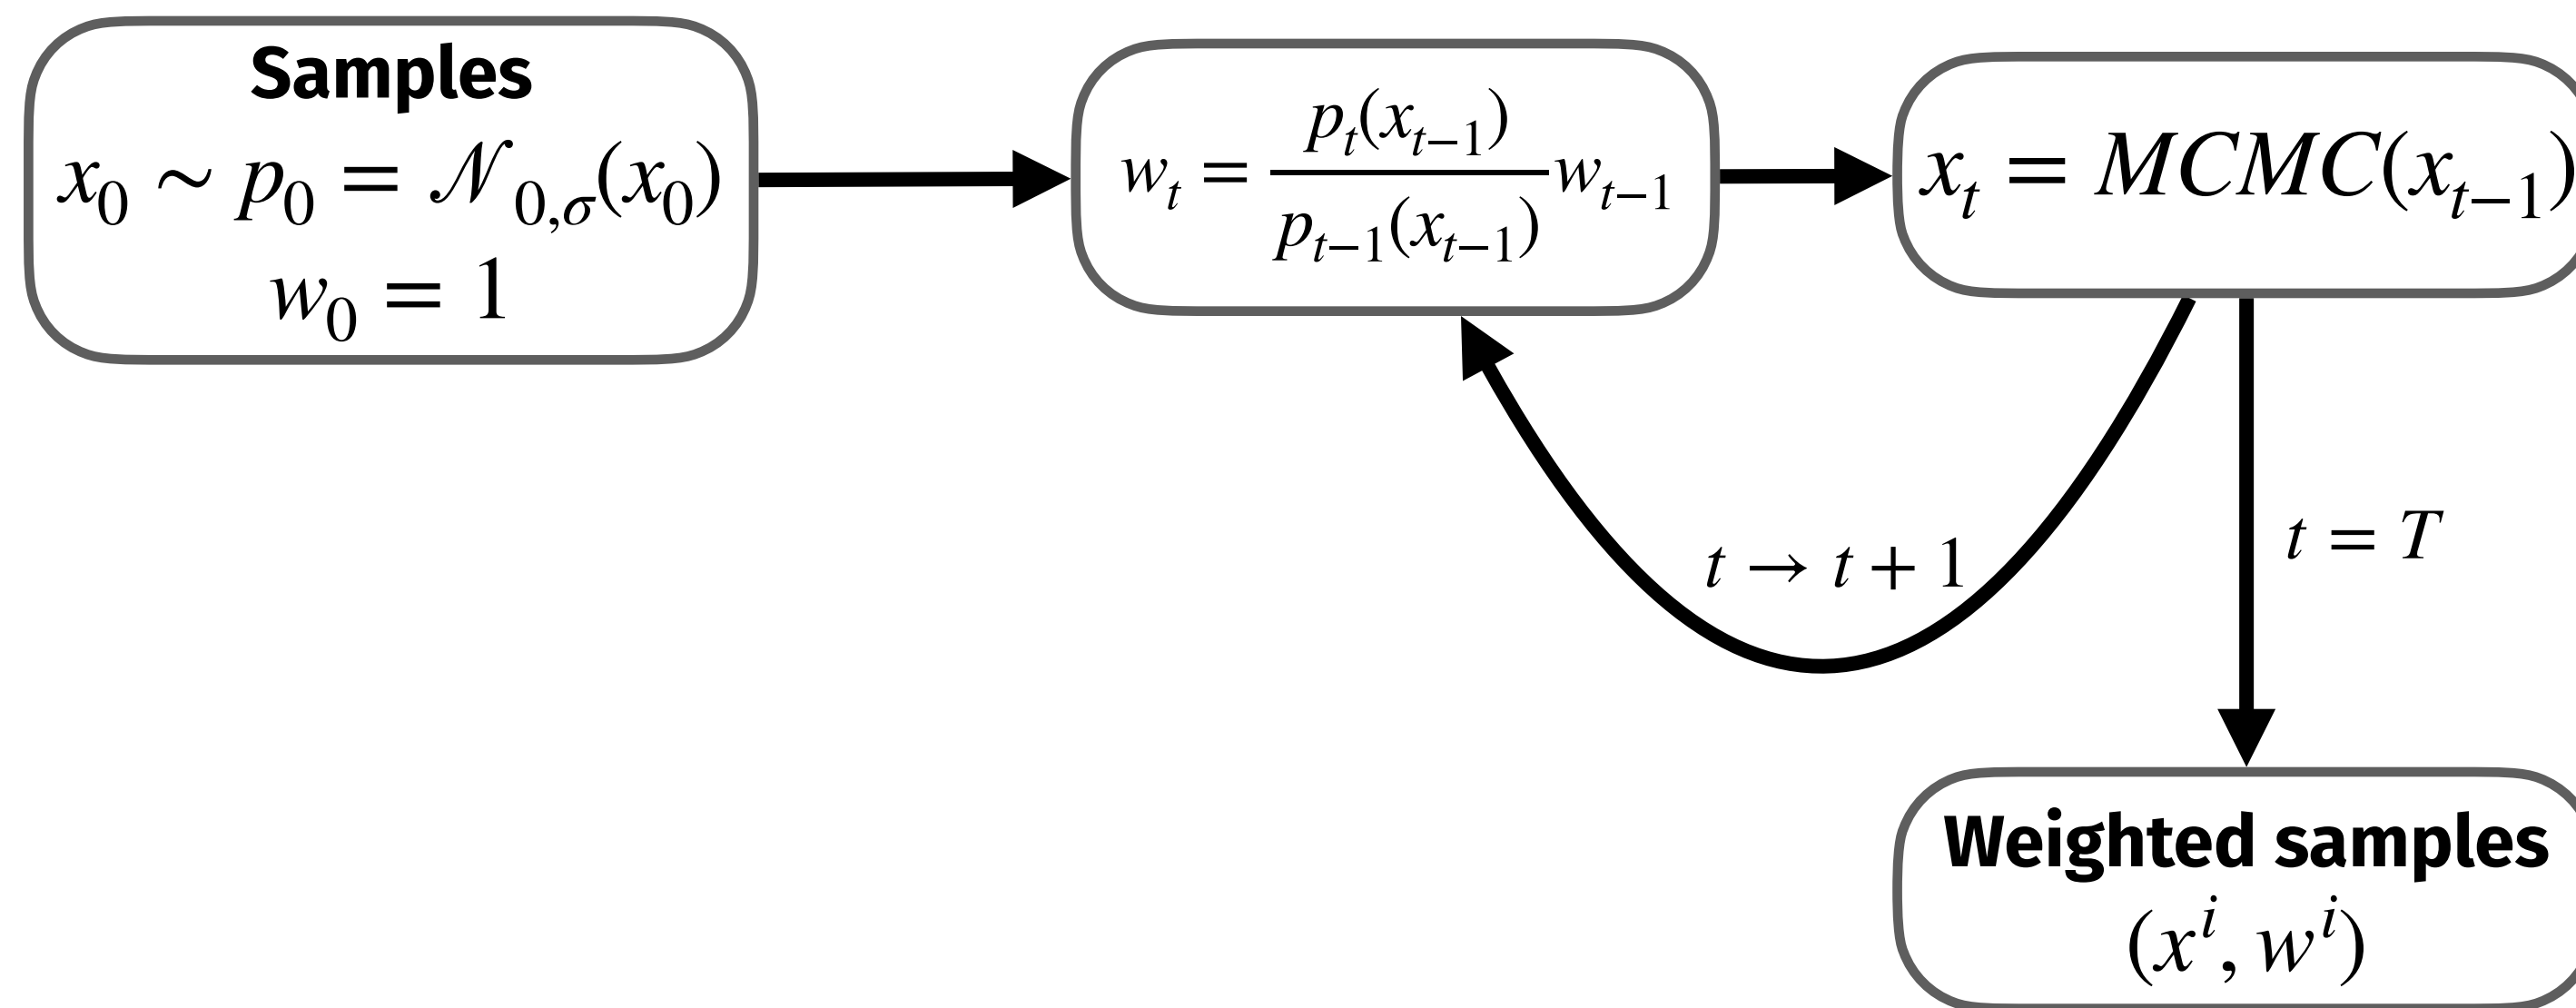 Samples
x_0 ∼ p_0 = 𝒩_{0,σ}(x_0)
w_0 = 1
w_t = \frac{p_t(x_{t−1})}{p_{t−1}(x_{t−1})} w_{t−1}
x_t = MCMC(x_{t−1})
t → t + 1
t = T
Weighted samples
(x^i, w^i)